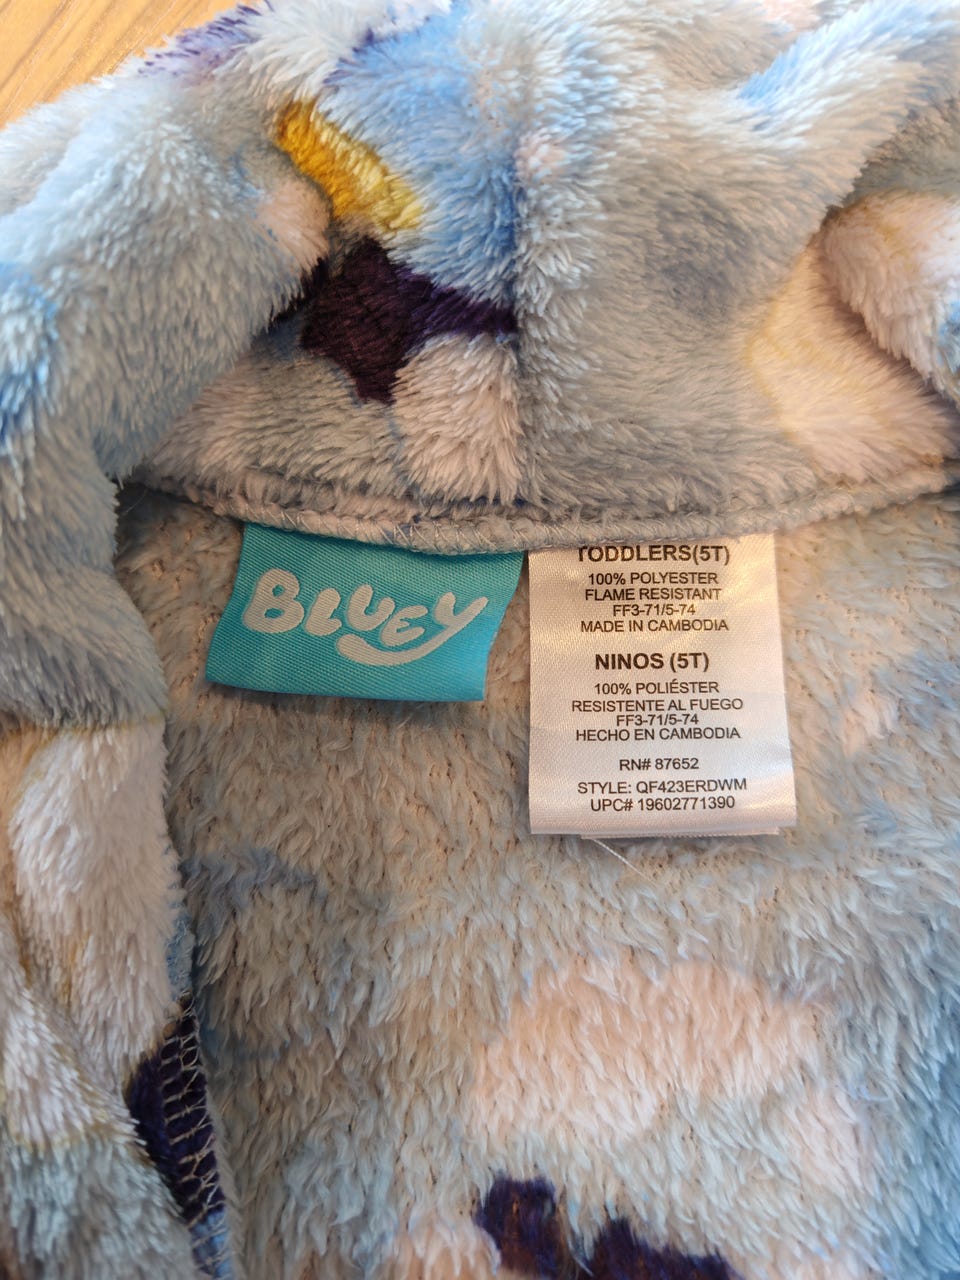 BLUEY
TODDLERS(5T)
100% POLYESTER
FLAME RESISTANT
FF3-71/5-74
MADE IN CAMBODIA
NINOS (5T)
100% POLIÉSTER
RESISTENTE AL FUEGO
FF3-71/5-74
HECHO EN CAMBODIA
RN# 87652
STYLE: QF423ERDWM
UPC# 19602771390